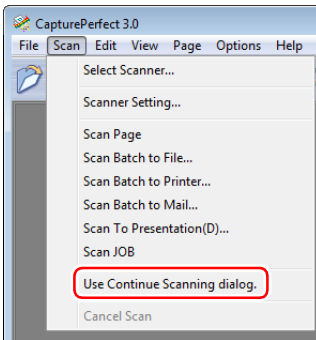 CapturePerfect 3.0
File Scan Edit View Page Options Help
Select Scanner...
Scanner Setting...
Scan Page
Scan Batch to File...
Scan Batch to Printer...
Scan Batch to Mail...
Scan To Presentation(D)...
Scan JOB
Use Continue Scanning dialog.
Cancel Scan